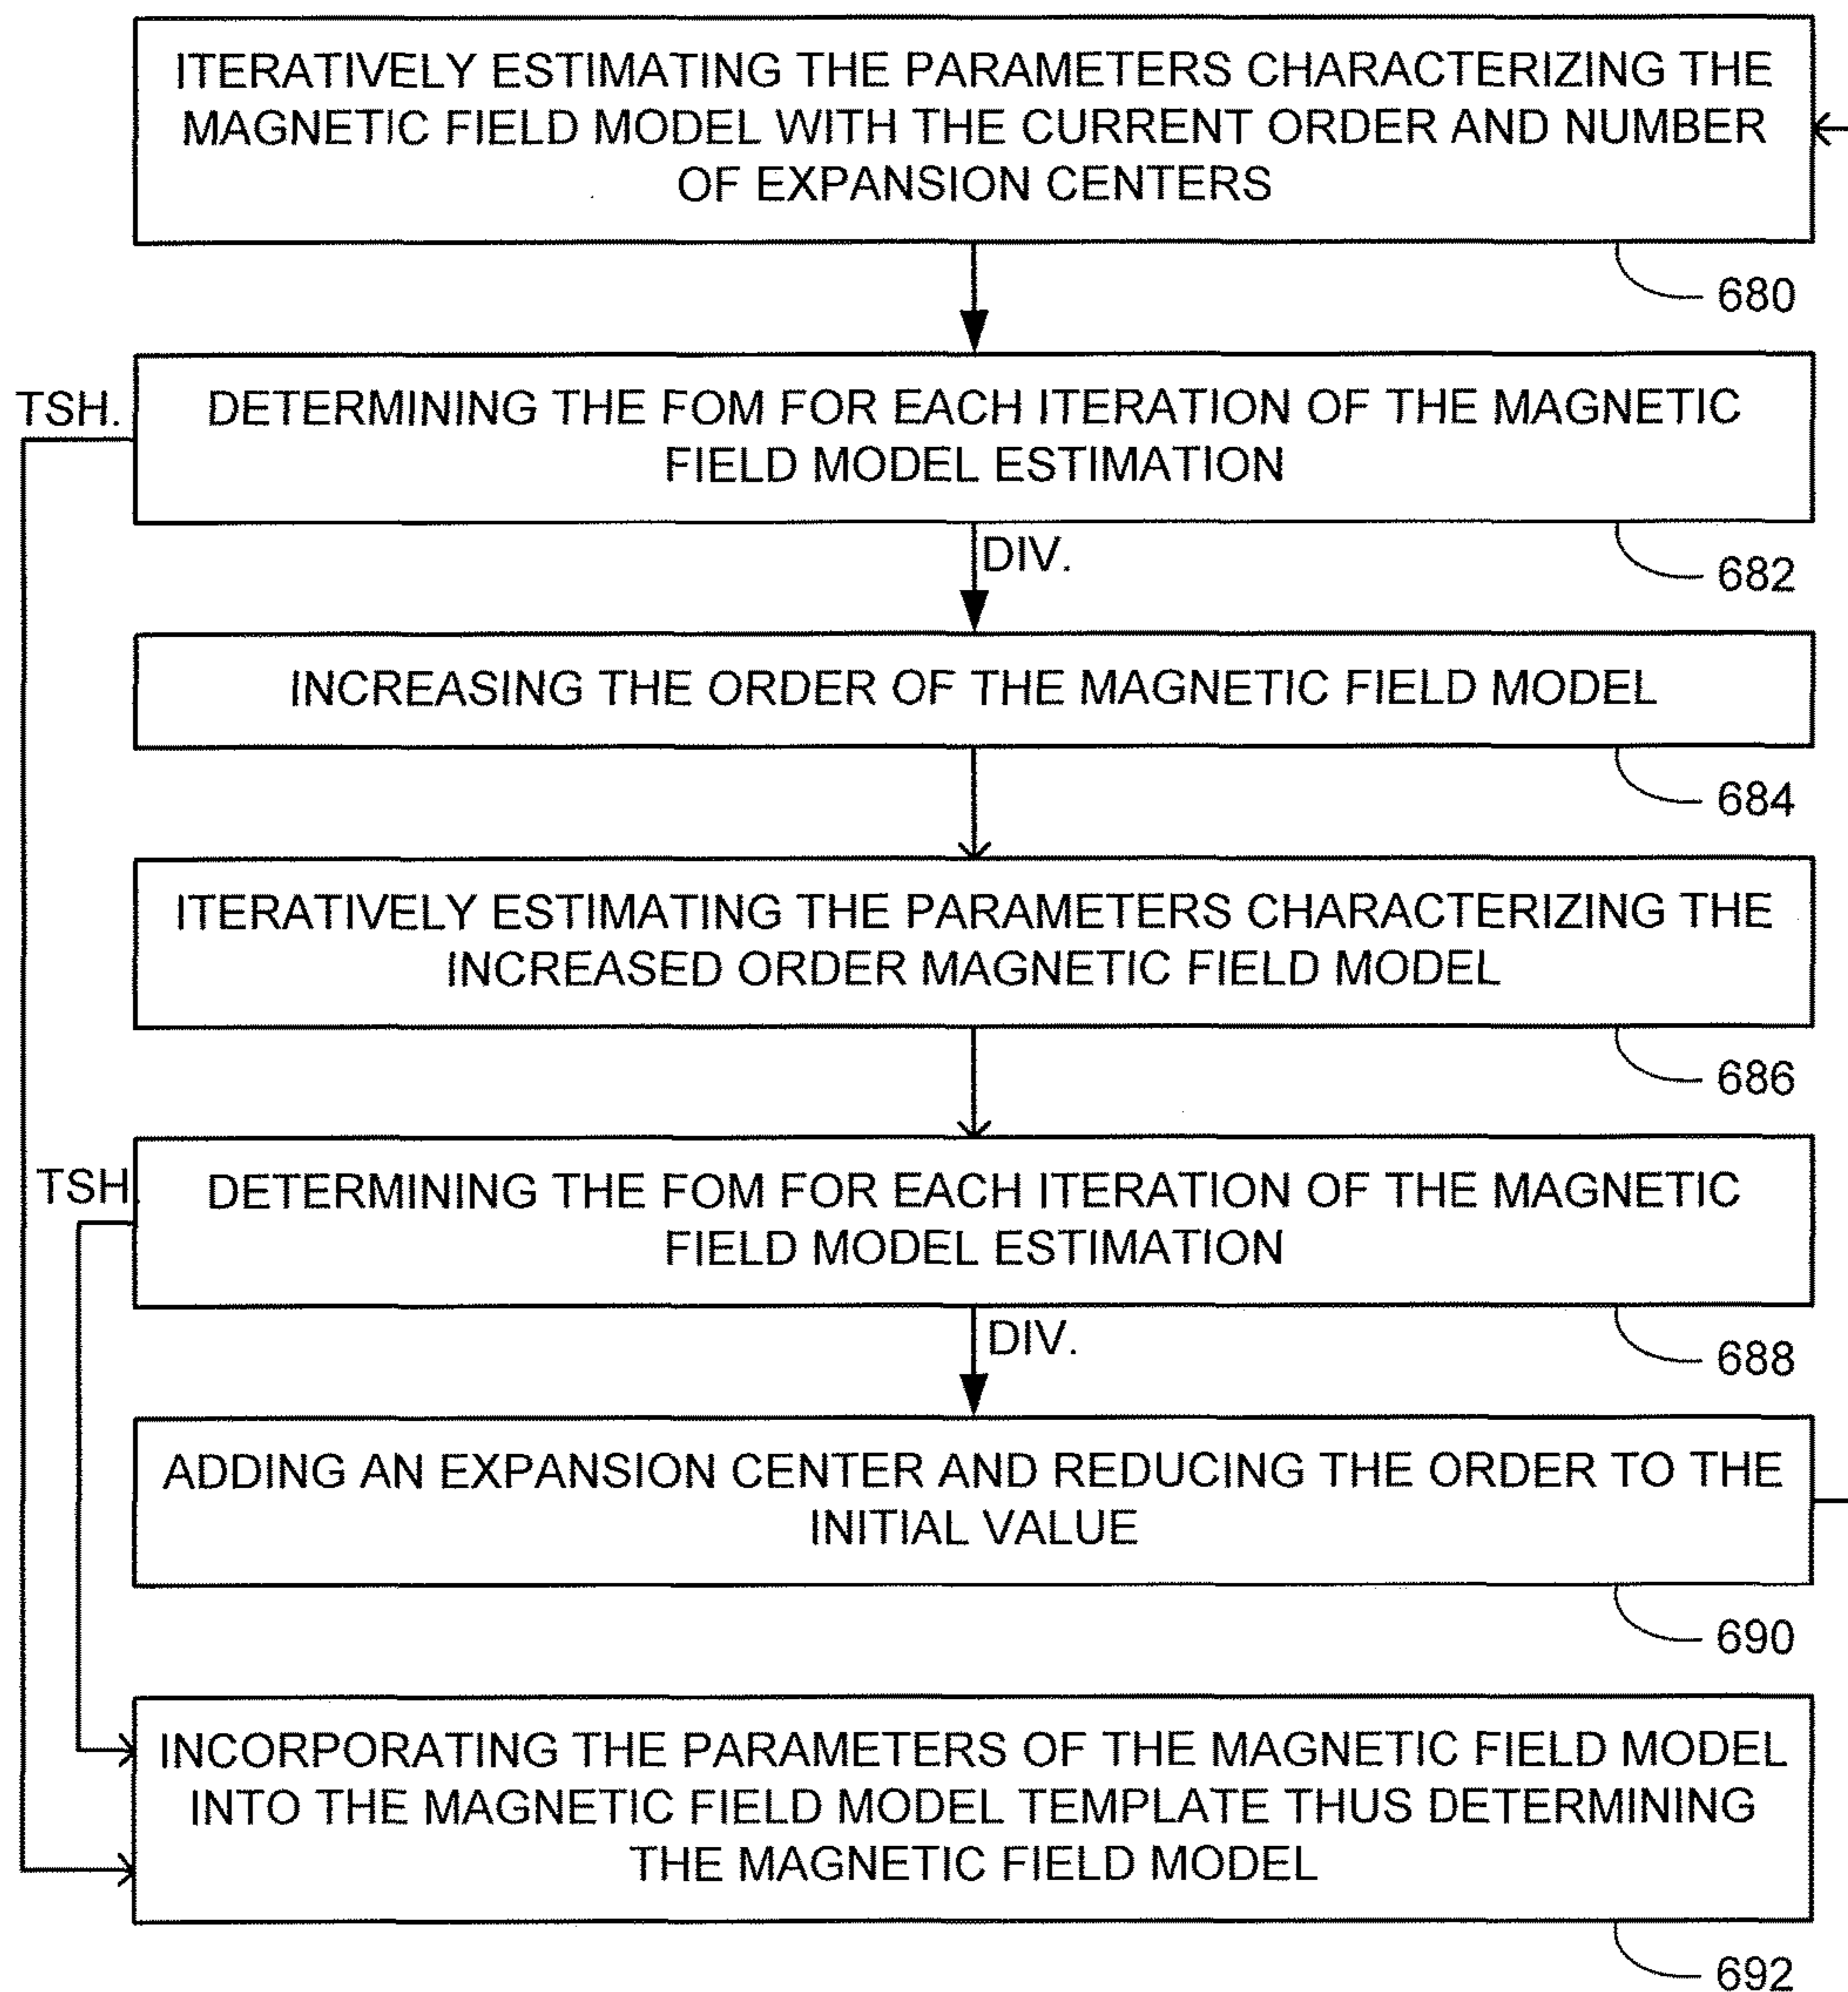 ITERATIVELY ESTIMATING THE PARAMETERS CHARACTERIZING THE
MAGNETIC FIELD MODEL WITH THE CURRENT ORDER AND NUMBER
OF EXPANSION CENTERS
680
TSH.
DETERMINING THE FOM FOR EACH ITERATION OF THE MAGNETIC
FIELD MODEL ESTIMATION
DIV.
682
INCREASING THE ORDER OF THE MAGNETIC FIELD MODEL
684
ITERATIVELY ESTIMATING THE PARAMETERS CHARACTERIZING THE
INCREASED ORDER MAGNETIC FIELD MODEL
686
TSH.
DETERMINING THE FOM FOR EACH ITERATION OF THE MAGNETIC
FIELD MODEL ESTIMATION
DIV.
688
ADDING AN EXPANSION CENTER AND REDUCING THE ORDER TO THE
INITIAL VALUE
690
INCORPORATING THE PARAMETERS OF THE MAGNETIC FIELD MODEL
INTO THE MAGNETIC FIELD MODEL TEMPLATE THUS DETERMINING
THE MAGNETIC FIELD MODEL
692